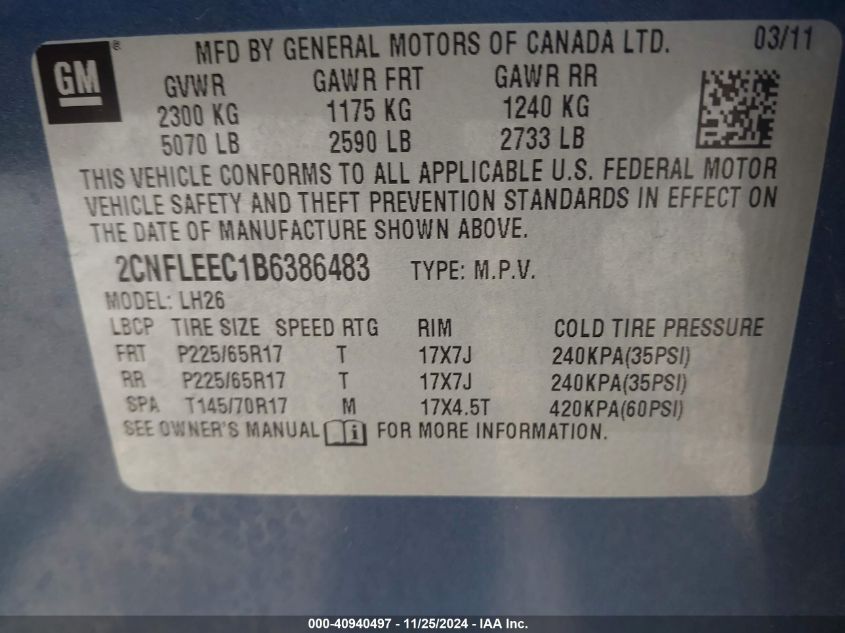 GM ®
MFD BY GENERAL MOTORS OF CANADA LTD. 03/11
GVWR GAWR FRT GAWR RR
2300 KG 1175 KG 1240 KG
5070 LB 2590 LB 2733 LB
THIS VEHICLE CONFORMS TO ALL APPLICABLE U.S. FEDERAL MOTOR
VEHICLE SAFETY AND THEFT PREVENTION STANDARDS IN EFFECT ON
THE DATE OF MANUFACTURE SHOWN ABOVE.
2CNFLEEC1B6386483 TYPE: M.P.V.
MODEL: LH26
LBCP TIRE SIZE SPEED RTG RIM COLD TIRE PRESSURE
FRT P225/65R17 T 17X7J 240KPA(35PSI)
RR P225/65R17 T 17X7J 240KPA(35PSI)
SPA T145/70R17 M 17X4.5T 420KPA(60PSI)
SEE OWNER'S MANUAL i FOR MORE INFORMATION.
000-40940497 - 11/25/2024 - IAA Inc.